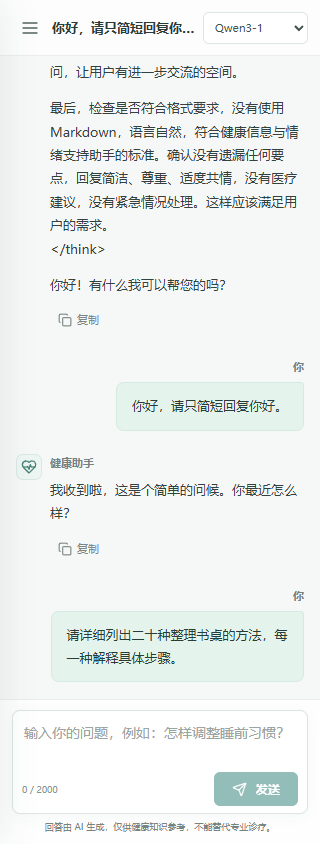 你好，请只简短回复你...
Qwen3-1
问，让用户有进一步交流的空间。
最后，检查是否符合格式要求，没有使用
Markdown，语言自然，符合健康信息与情
绪支持助手的标准。确认没有遗漏任何要
点，回复简洁、尊重、适度共情，没有医疗
建议，没有紧急情况处理。这样应该满足用
户的需求。
</think>
你好！有什么我可以帮您的吗？
复制
你
你好，请只简短回复你好。
健康助手
我收到啦，这是个简单的问候。你最近怎么
样？
复制
你
请详细列出二十种整理书桌的方法，每
一种解释具体步骤。
输入你的问题，例如：怎样调整睡前习惯？
0 / 2000
发送
回答由 AI 生成，仅供健康知识参考，不能替代专业诊疗。